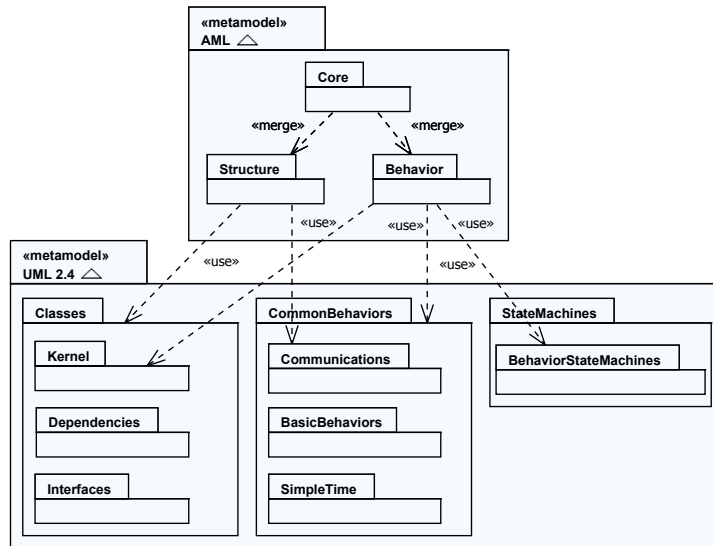 «metamodel»
AML
Core
«merge» «merge»
Structure Behavior
«use» «use» «use»
«metamodel»
UML 2.4
«use» «use»
Classes CommonBehaviors StateMachines
Kernel Communications BehaviorStateMachines
Dependencies BasicBehaviors
Interfaces SimpleTime